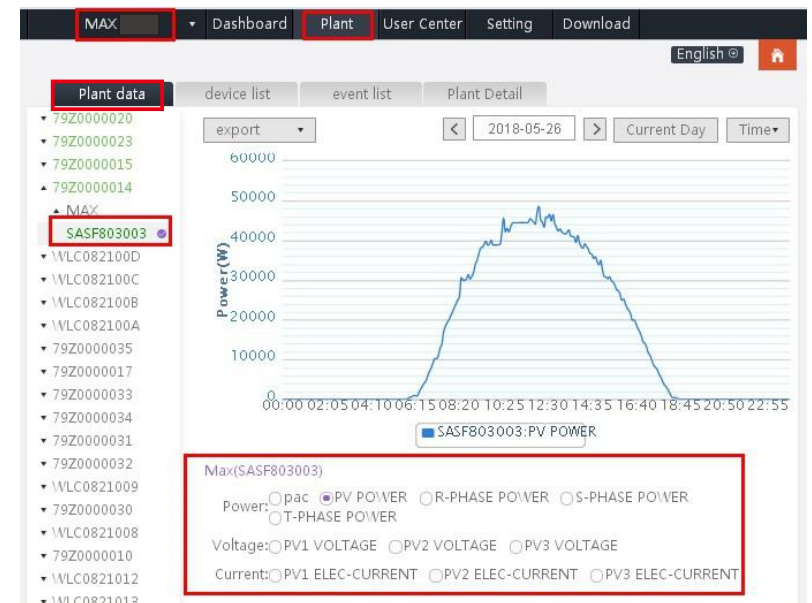 MAX Dashboard Plant User Center Setting Download
English
Plant data device list event list Plant Detail
79Z0000020
79Z0000023
79Z0000015
79Z0000014
MAX
SASF803003
WLC082100D
WLC082100C
WLC082100B
WLC082100A
79Z0000035
79Z0000017
79Z0000033
79Z0000034
79Z0000031
79Z0000032
WLC0821009
79Z0000030
WLC0821008
79Z0000010
WLC0821012
WLC0821013
export < 2018-05-26 > Current Day Time
60000
50000
40000
30000
20000
10000
0
Power(W)
00:00 02:05 04:10 06:15 08:20 10:25 12:30 14:35 16:40 18:45 20:50 22:55
SASF803003:PV POWER
Max(SASF803003)
Power: pac PV POWER R-PHASE POWER S-PHASE POWER
T-PHASE POWER
Voltage: PV1 VOLTAGE PV2 VOLTAGE PV3 VOLTAGE
Current: PV1 ELEC-CURRENT PV2 ELEC-CURRENT PV3 ELEC-CURRENT